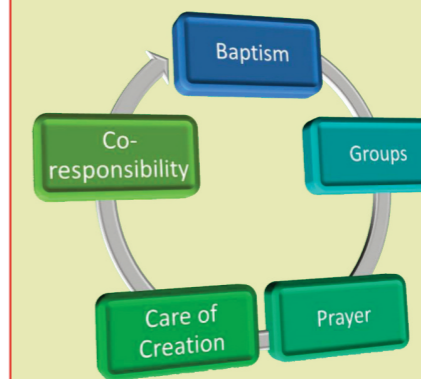 Baptism
Groups
Prayer
Care of
Creation
Co-
responsibility